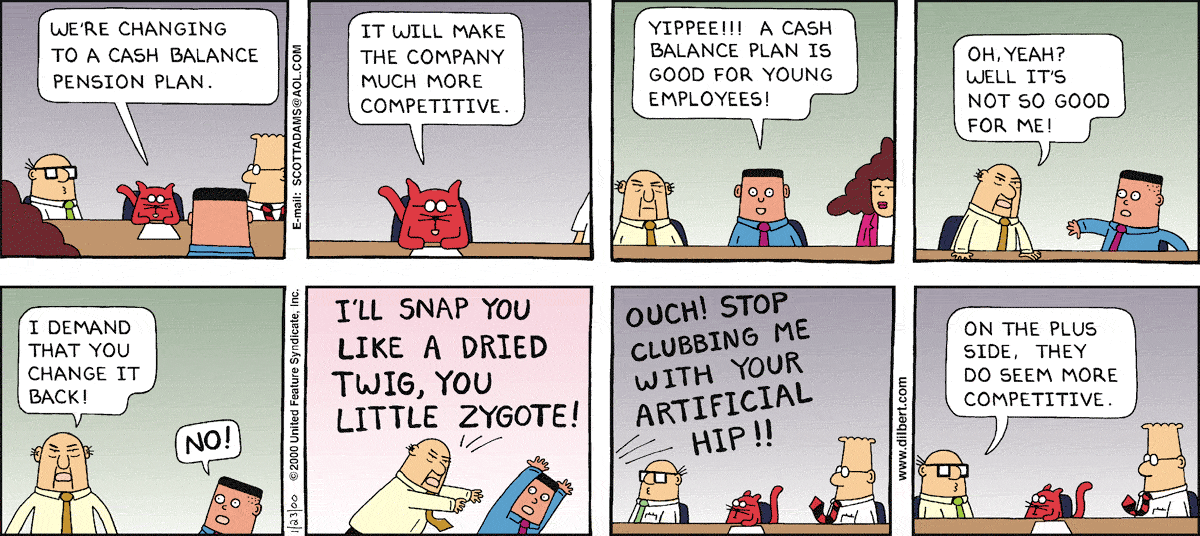 WE'RE CHANGING
TO A CASH BALANCE
PENSION PLAN.
E-mail: SCOTTADAMS@AOL.COM
IT WILL MAKE
THE COMPANY
MUCH MORE
COMPETITIVE.
YIPPEE!!! A CASH
BALANCE PLAN IS
GOOD FOR YOUNG
EMPLOYEES!
OH, YEAH?
WELL IT'S
NOT SO GOOD
FOR ME!
I DEMAND
THAT YOU
CHANGE IT
BACK!
NO!
1/23/00 © 2000 United Feature Syndicate, Inc.
I'LL SNAP YOU
LIKE A DRIED
TWIG, YOU
LITTLE ZYGOTE!
OUCH! STOP
CLUBBING ME
WITH YOUR
ARTIFICIAL
HIP!!
www.dilbert.com
ON THE PLUS
SIDE, THEY
DO SEEM MORE
COMPETITIVE.